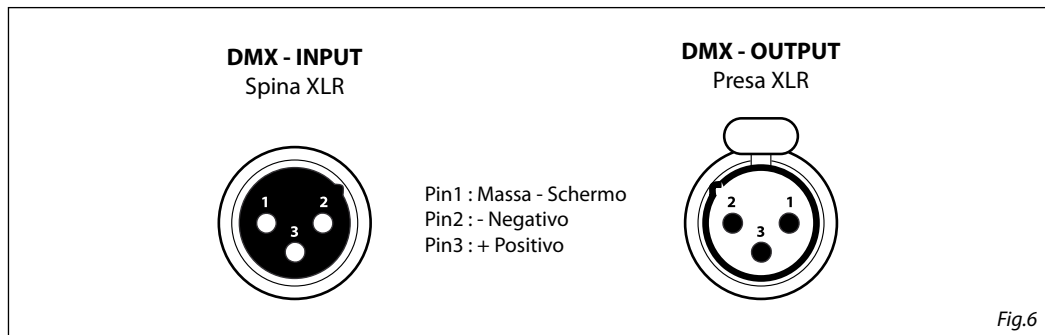 DMX - INPUT
Spina XLR
1
2
3
Pin1 : Massa - Schermo
Pin2 : - Negativo
Pin3 : + Positivo
DMX - OUTPUT
Presa XLR
2
1
3
Fig.6